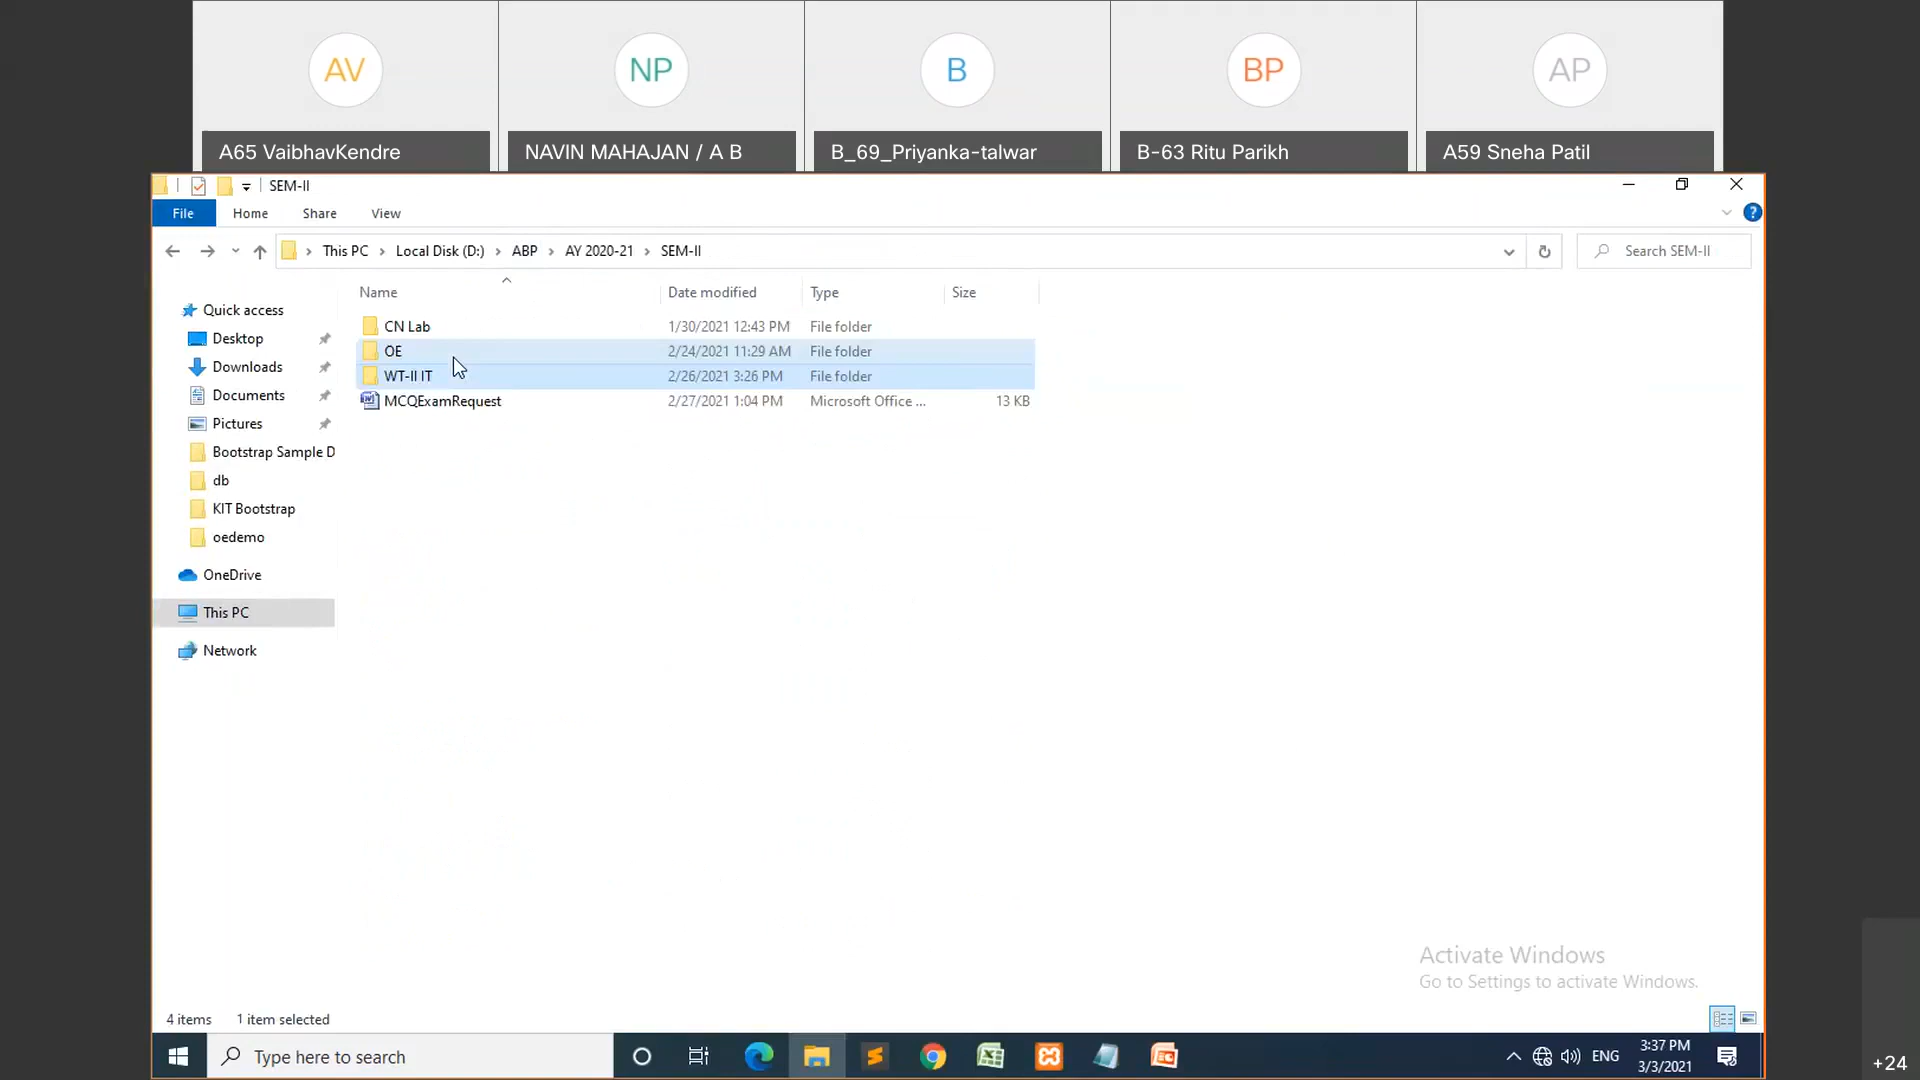 AV
NP
B
BP
AP
A65 VaibhavKendre
NAVIN MAHAJAN / A B
B_69_Priyanka-talwar
B-63 Ritu Parikh
A59 Sneha Patil
SEM-II
File
Home
Share
View
?
This PC
Local Disk (D:)
ABP
AY 2020-21
SEM-II
Search SEM-II
Name
Date modified
Type
Size
CN Lab
1/30/2021 12:43 PM
File folder
OE
2/24/2021 11:29 AM
File folder
WT-II IT
2/26/2021 3:26 PM
File folder
MCQExamRequest
2/27/2021 1:04 PM
Microsoft Office ...
13 KB
Quick access
Desktop
Downloads
Documents
Pictures
Bootstrap Sample D
db
KIT Bootstrap
oedemo
OneDrive
This PC
Network
Activate Windows
Go to Settings to activate Windows.
4 items
1 item selected
Type here to search
ENG
3:37 PM
3/3/2021
+24